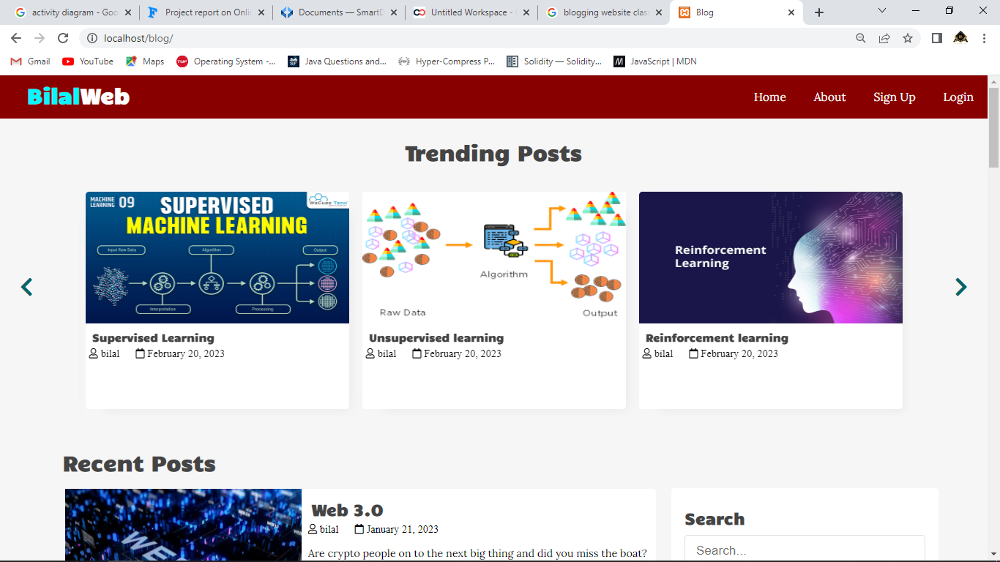 activity diagram - Goo
Project report on Onli
Documents — SmartD
Untitled Workspace -
blogging website clas
Blog
localhost/blog/
Gmail
YouTube
Maps
Operating System -...
Java Questions and...
Hyper-Compress P...
Solidity — Solidity...
JavaScript | MDN
BilalWeb
Home
About
Sign Up
Login
Trending Posts
MACHINE LEARNING 09
SUPERVISED
MACHINE LEARNING
WsCube Tech
Input Raw Data
Algorithm
Output
Interpretation
Processing
Supervised Learning
bilal February 20, 2023
Algorithm
Raw Data
Output
Unsupervised learning
bilal February 20, 2023
Reinforcement
Learning
Reinforcement learning
bilal February 20, 2023
Recent Posts
WE
Web 3.0
bilal January 21, 2023
Are crypto people on to the next big thing and did you miss the boat?
Search
Search...